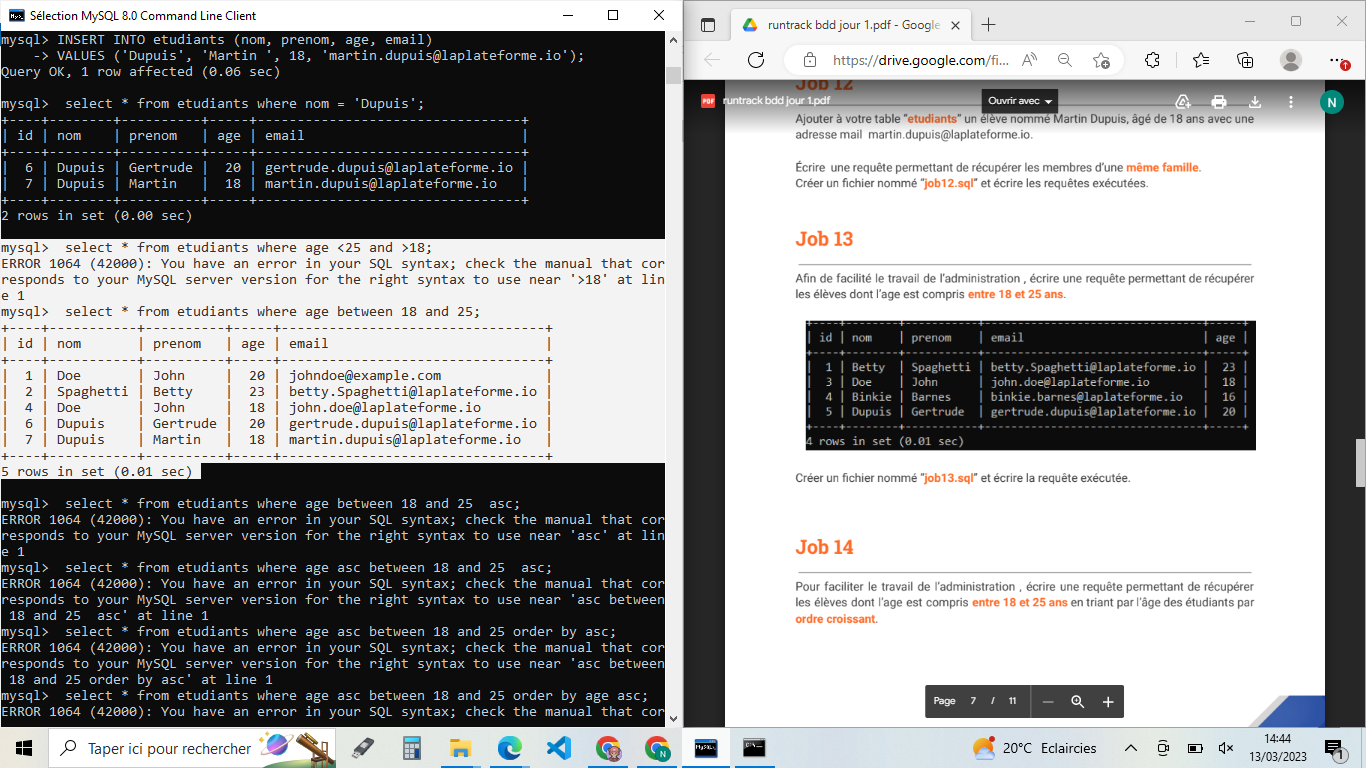 Sélection MySQL 8.0 Command Line Client
mysql> INSERT INTO etudiants (nom, prenom, age, email)
    -> VALUES ('Dupuis', 'Martin ', 18, 'martin.dupuis@laplateforme.io');
Query OK, 1 row affected (0.06 sec)
mysql>  select * from etudiants where nom = 'Dupuis';
+----+--------+----------+-----+---------------------------------+
| id | nom    | prenom   | age | email                           |
+----+--------+----------+-----+---------------------------------+
|  6 | Dupuis | Gertrude |  20 | gertrude.dupuis@laplateforme.io |
|  7 | Dupuis | Martin   |  18 | martin.dupuis@laplateforme.io   |
+----+--------+----------+-----+---------------------------------+
2 rows in set (0.00 sec)
mysql>  select * from etudiants where age <25 and >18;
ERROR 1064 (42000): You have an error in your SQL syntax; check the manual that cor
responds to your MySQL server version for the right syntax to use near '>18' at lin
e 1
mysql>  select * from etudiants where age between 18 and 25;
+----+-----------+----------+-----+---------------------------------+
| id | nom       | prenom   | age | email                           |
+----+-----------+----------+-----+---------------------------------+
|  1 | Doe       | John     |  20 | johndoe@example.com             |
|  2 | Spaghetti | Betty    |  23 | betty.Spaghetti@laplateforme.io |
|  4 | Doe       | John     |  18 | john.doe@laplateforme.io        |
|  6 | Dupuis    | Gertrude |  20 | gertrude.dupuis@laplateforme.io |
|  7 | Dupuis    | Martin   |  18 | martin.dupuis@laplateforme.io   |
+----+-----------+----------+-----+---------------------------------+
5 rows in set (0.01 sec)
mysql>  select * from etudiants where age between 18 and 25  asc;
ERROR 1064 (42000): You have an error in your SQL syntax; check the manual that cor
responds to your MySQL server version for the right syntax to use near 'asc' at lin
e 1
mysql>  select * from etudiants where age asc between 18 and 25  asc;
ERROR 1064 (42000): You have an error in your SQL syntax; check the manual that cor
responds to your MySQL server version for the right syntax to use near 'asc between
 18 and 25  asc' at line 1
mysql>  select * from etudiants where age asc between 18 and 25 order by asc;
ERROR 1064 (42000): You have an error in your SQL syntax; check the manual that cor
responds to your MySQL server version for the right syntax to use near 'asc between
 18 and 25 order by asc' at line 1
mysql>  select * from etudiants where age asc between 18 and 25 order by age asc;
ERROR 1064 (42000): You have an error in your SQL syntax; check the manual that cor
runtrack bdd jour 1.pdf - Google
https://drive.google.com/fi...
Job 12
PDF runtrack bdd jour 1.pdf
Ouvrir avec
N
Ajouter à votre table “etudiants” un élève nommé Martin Dupuis, âgé de 18 ans avec une
adresse mail martin.dupuis@laplateforme.io.
Écrire une requête permettant de récupérer les membres d’une même famille.
Créer un fichier nommé “job12.sql” et écrire les requêtes exécutées.
Job 13
Afin de facilité le travail de l’administration , écrire une requête permettant de récupérer
les élèves dont l’age est compris entre 18 et 25 ans.
| id | nom    | prenom    | email                           | age |
|  1 | Betty  | Spaghetti | betty.Spaghetti@laplateforme.io |  23 |
|  3 | Doe    | John      | john.doe@laplateforme.io        |  18 |
|  4 | Binkie | Barnes    | binkie.barnes@laplateforme.io   |  16 |
|  5 | Dupuis | Gertrude  | gertrude.dupuis@laplateforme.io |  20 |
4 rows in set (0.01 sec)
Créer un fichier nommé “job13.sql” et écrire la requête exécutée.
Job 14
Pour faciliter le travail de l’administration , écrire une requête permettant de récupérer
les élèves dont l’age est compris entre 18 et 25 ans en triant par l’âge des étudiants par
ordre croissant.
Page 7 / 11
Taper ici pour rechercher
N
20°C Eclaircies
14:44
13/03/2023
1